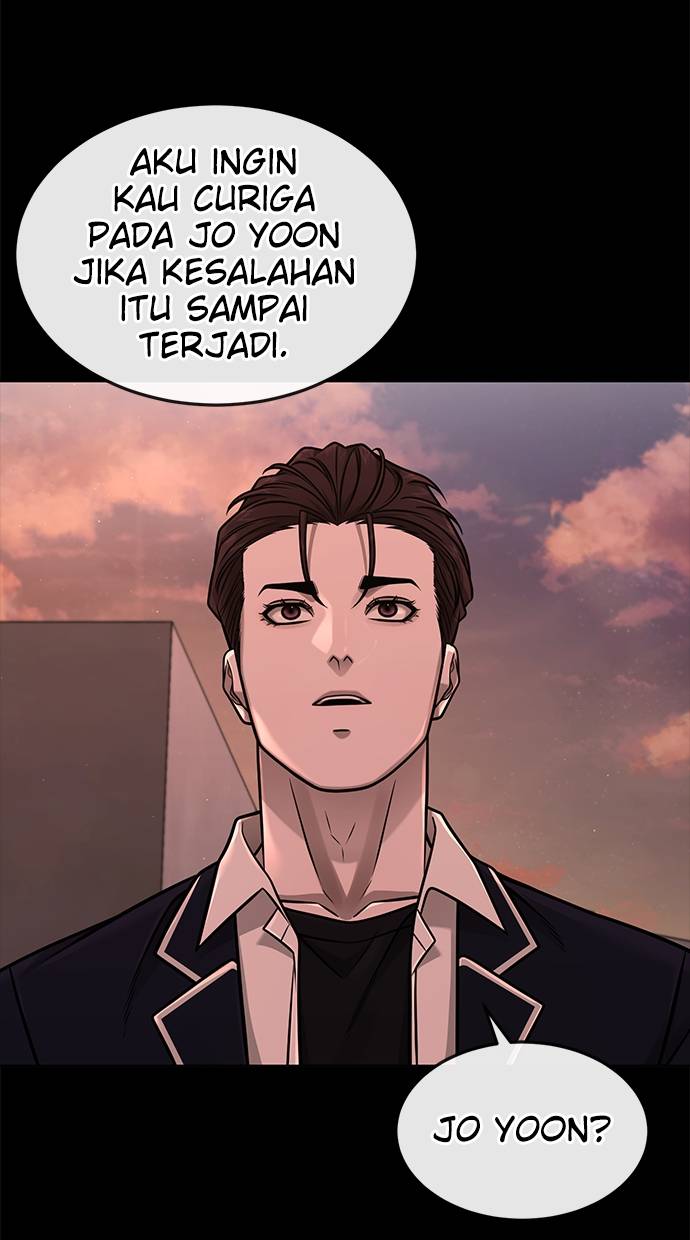 AKU INGIN
KAU CURIGA
PADA JO YOON
JIKA KESALAHAN
ITU SAMPAI
TERJADI.
JO YOON?